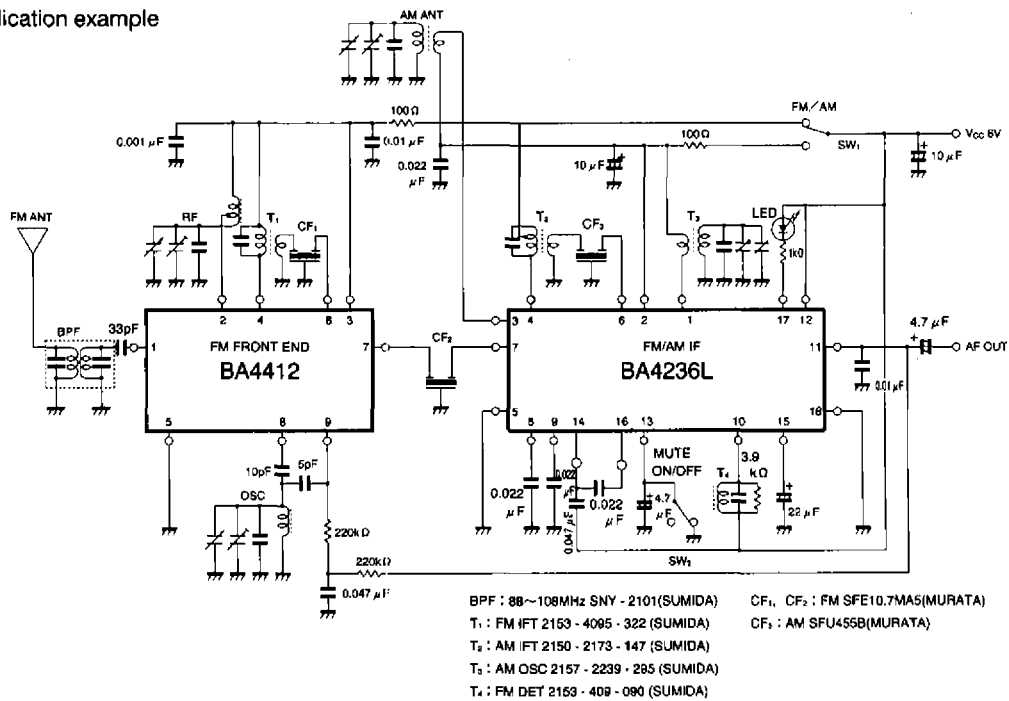 lication example
AM ANT
100Ω
FM/AM
0.001 μF
0.01 μF
0.022 μF
10 μF
100Ω
SW₁
Vcc 6V
10 μF
FM ANT
RF
T₁
CF₁
T₂
CF₃
T₃
LED
1kΩ
2
4
6
3
4
6
2
1
17
12
BPF
33pF
1
FM FRONT END
BA4412
7
CF₂
3
7
FM/AM IF
BA4236L
11
4.7 μF
AF OUT
0.01 μF
5
8
9
5
8
9
14
16
13
10
15
18
10pF
5pF
OSC
220kΩ
220kΩ
0.047 μF
0.022 μF
0.022 μF
0.047 μF
0.022 μF
4.7 μF
MUTE
ON/OFF
SW₂
T₄
3.9 kΩ
22 μF
BPF : 88~108MHz SNY - 2101(SUMIDA)
CF₁, CF₂ : FM SFE10.7MA5(MURATA)
T₁ : FM IFT 2153 - 4095 - 322 (SUMIDA)
CF₃ : AM SFU455B(MURATA)
T₂ : AM IFT 2150 - 2173 - 147 (SUMIDA)
T₃ : AM OSC 2157 - 2239 - 295 (SUMIDA)
T₄ : FM DET 2153 - 409 - 090 (SUMIDA)